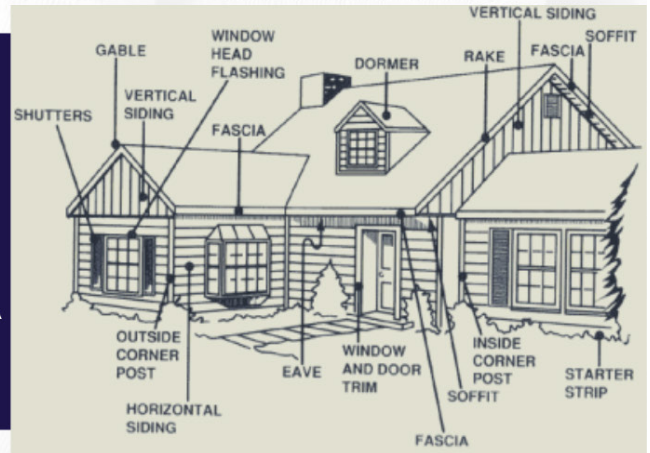 VERTICAL SIDING
SOFFIT
WINDOW
HEAD
FLASHING
GABLE
DORMER
RAKE
FASCIA
VERTICAL
SIDING
SHUTTERS
FASCIA
OUTSIDE
CORNER
POST
EAVE
WINDOW
AND DOOR
TRIM
INSIDE
CORNER
POST
SOFFIT
STARTER
STRIP
HORIZONTAL
SIDING
FASCIA